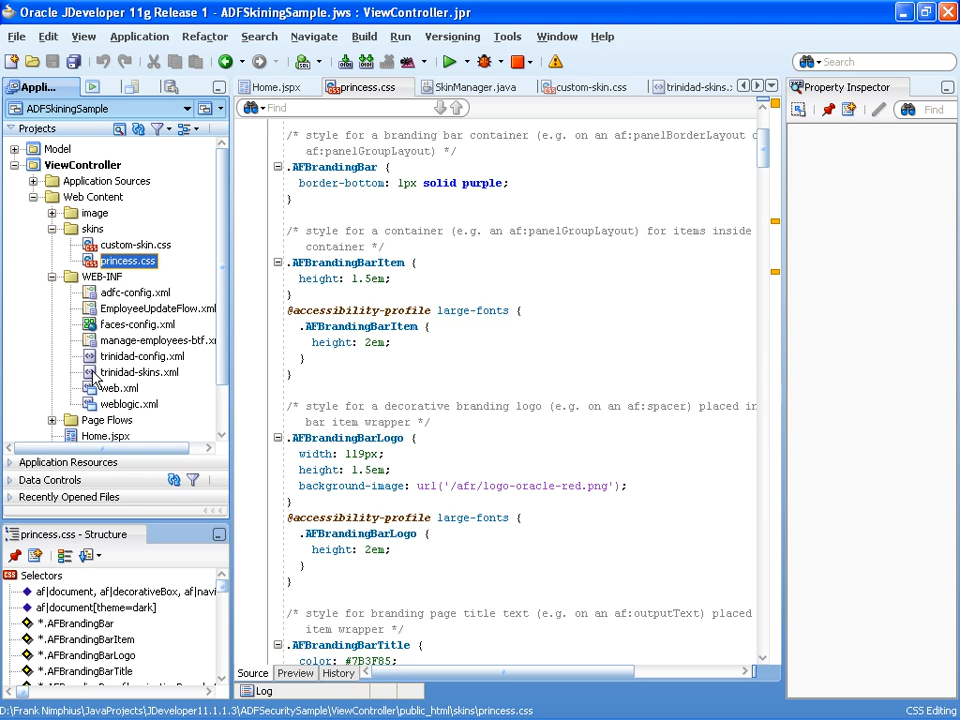 Oracle JDeveloper 11g Release 1 - ADFSkiningSample.jws : ViewController.jpr
File Edit View Application Refactor Search Navigate Build Run Versioning Tools Window Help
Search
Appli...
Home.jspx
princess.css
SkinManager.java
custom-skin.css
trinidad-skins.:
Property Inspector
ADFSkiningSample
Find
Find
Projects
Model
ViewController
Application Sources
Web Content
image
skins
custom-skin.css
princess.css
WEB-INF
adfc-config.xml
EmployeeUpdateFlow.xml
faces-config.xml
manage-employees-btf.xm
trinidad-config.xml
trinidad-skins.xml
web.xml
weblogic.xml
Page Flows
Home.jspx
Application Resources
Data Controls
Recently Opened Files
princess.css - Structure
CSS Selectors
af|document, af|decorativeBox, af|navi
af|document[theme=dark]
*.AFBrandingBar
*.AFBrandingBarItem
*.AFBrandingBarLogo
*.AFBrandingBarTitle
/* style for a branding bar container (e.g. on an af:panelBorderLayout o
af:panelGroupLayout) */
.AFBrandingBar {
border-bottom: 1px solid purple;
}
/* style for a container (e.g. an af:panelGroupLayout) for items inside
container */
.AFBrandingBarItem {
height: 1.5em;
}
@accessibility-profile large-fonts {
.AFBrandingBarItem {
height: 2em;
}
}
/* style for a decorative branding logo (e.g. on an af:spacer) placed in
bar item wrapper */
.AFBrandingBarLogo {
width: 119px;
height: 1.5em;
background-image: url('/afr/logo-oracle-red.png');
}
@accessibility-profile large-fonts {
.AFBrandingBarLogo {
height: 2em;
}
}
/* style for branding page title text (e.g. on an af:outputText) placed
item wrapper */
.AFBrandingBarTitle {
color: #7B3F85;
Source Preview History
Log
D:\Frank Nimphius\JavaProjects\JDeveloper11.1.1.3\ADFSecuritySample\ViewController\public_html\skins\princess.css
CSS Editing